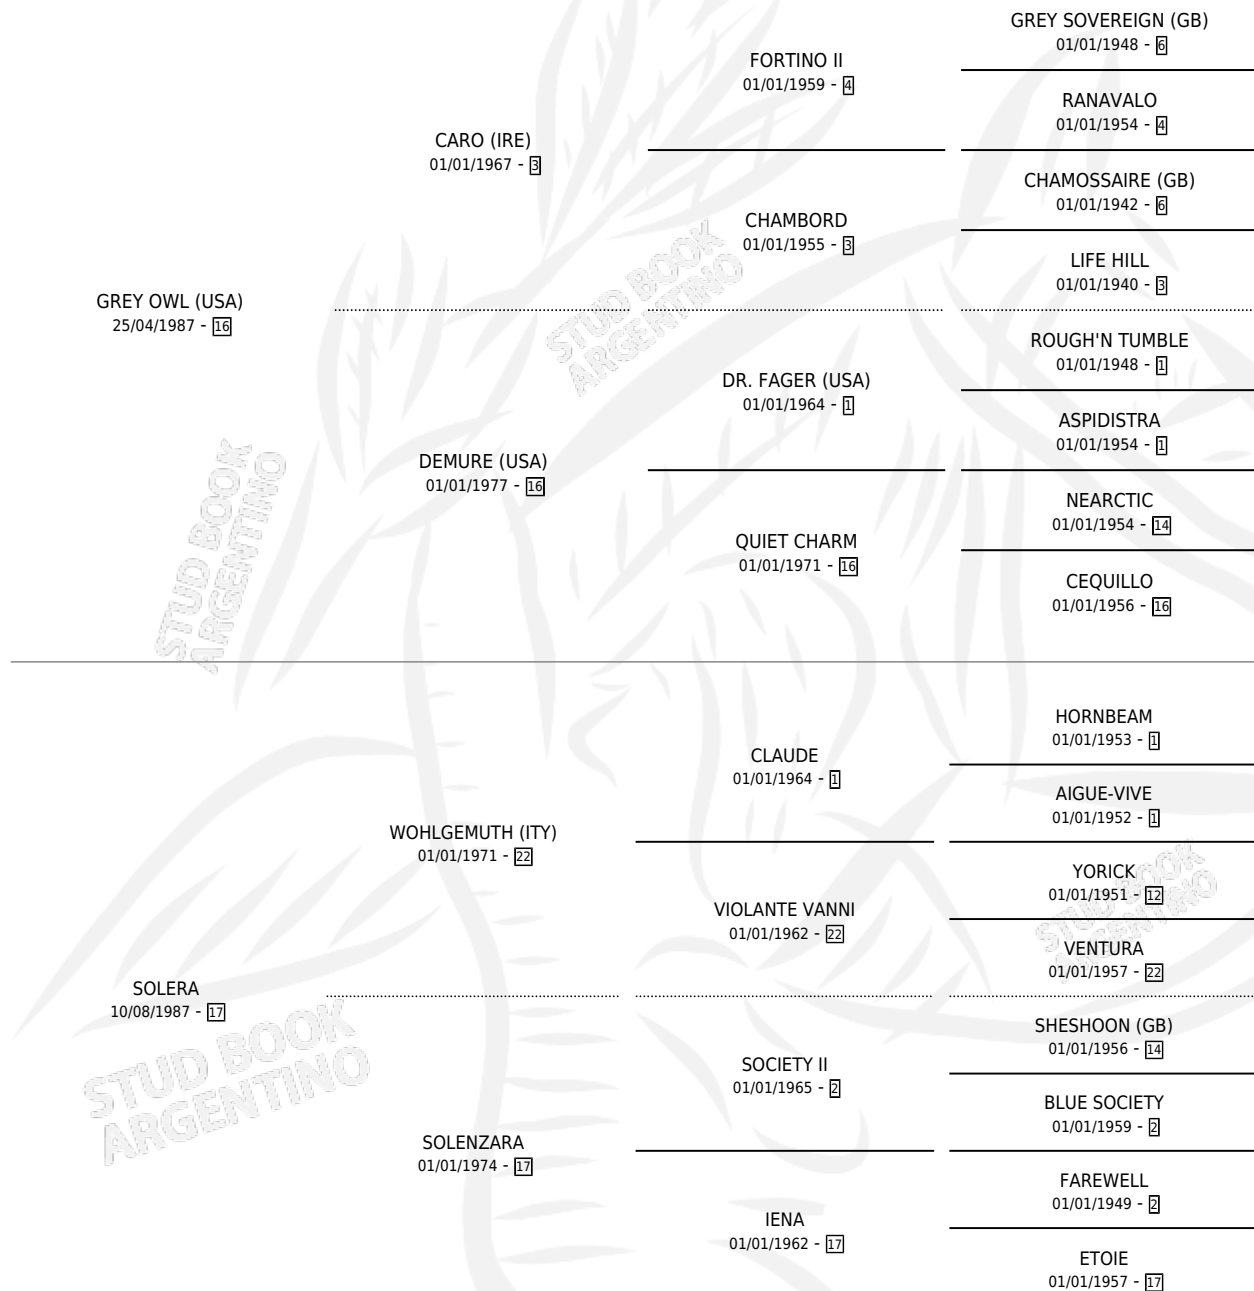 GREY SOVEREIGN (GB)
01/01/1948 - 6
FORTINO II
01/01/1959 - 4
RANAVALO
01/01/1954 - 4
CARO (IRE)
01/01/1967 - 3
CHAMOSSAIRE (GB)
01/01/1942 - 6
CHAMBORD
01/01/1955 - 3
LIFE HILL
01/01/1940 - 3
GREY OWL (USA)
25/04/1987 - 16
ROUGH'N TUMBLE
01/01/1948 - 1
DR. FAGER (USA)
01/01/1964 - 1
ASPIDISTRA
01/01/1954 - 1
DEMURE (USA)
01/01/1977 - 16
NEARCTIC
01/01/1954 - 14
QUIET CHARM
01/01/1971 - 16
CEQUILLO
01/01/1956 - 16
HORNBEAM
01/01/1953 - 1
CLAUDE
01/01/1964 - 1
AIGUE-VIVE
01/01/1952 - 1
WOHLGEMUTH (ITY)
01/01/1971 - 22
YORICK
01/01/1951 - 12
VIOLANTE VANNI
01/01/1962 - 22
VENTURA
01/01/1957 - 22
SOLERA
10/08/1987 - 17
SHESHOON (GB)
01/01/1956 - 14
SOCIETY II
01/01/1965 - 2
BLUE SOCIETY
01/01/1959 - 2
SOLENZARA
01/01/1974 - 17
FAREWELL
01/01/1949 - 2
IENA
01/01/1962 - 17
ETOIE
01/01/1957 - 17
STUD BOOK
ARGENTINO
STUD BOOK
ARGENTINO
STUD BOOK
ARGENTINO
STUD BOOK
ARGENTINO